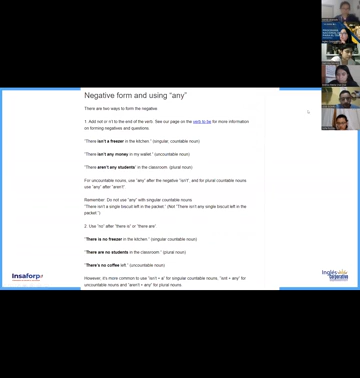 Negative form and using "any"
There are two ways to form the negative.
1. Add not or n't to the end of the verb. See our page on the verb to be for more information
on forming negatives and questions.
"There isn't a freezer in the kitchen." (singular, countable noun)
"There isn't any money in my wallet." (uncountable noun)
"There aren't any students" in the classroom. (plural noun)
For uncountable nouns, use "any" after the negative "isn't", and for plural countable nouns
use "any" after "aren't"
Remember: Do not use "any" with singular countable nouns.
"There isn't a single biscuit left in the packet." (Not "There isn't any single biscuit left in the
packet.")
2. Use "no" after "there is" or "there are"
"There is no freezer in the kitchen." (singular countable noun)
"There are no students in the classroom. (plural noun)
"There's no coffee left." (uncountable noun)
However, it's more common to use "isn't + a" for singular countable nouns, "isnt + any" for
uncountable nouns and "aren't + any" for plural nouns
Insaforp
Inglés
Corporativo